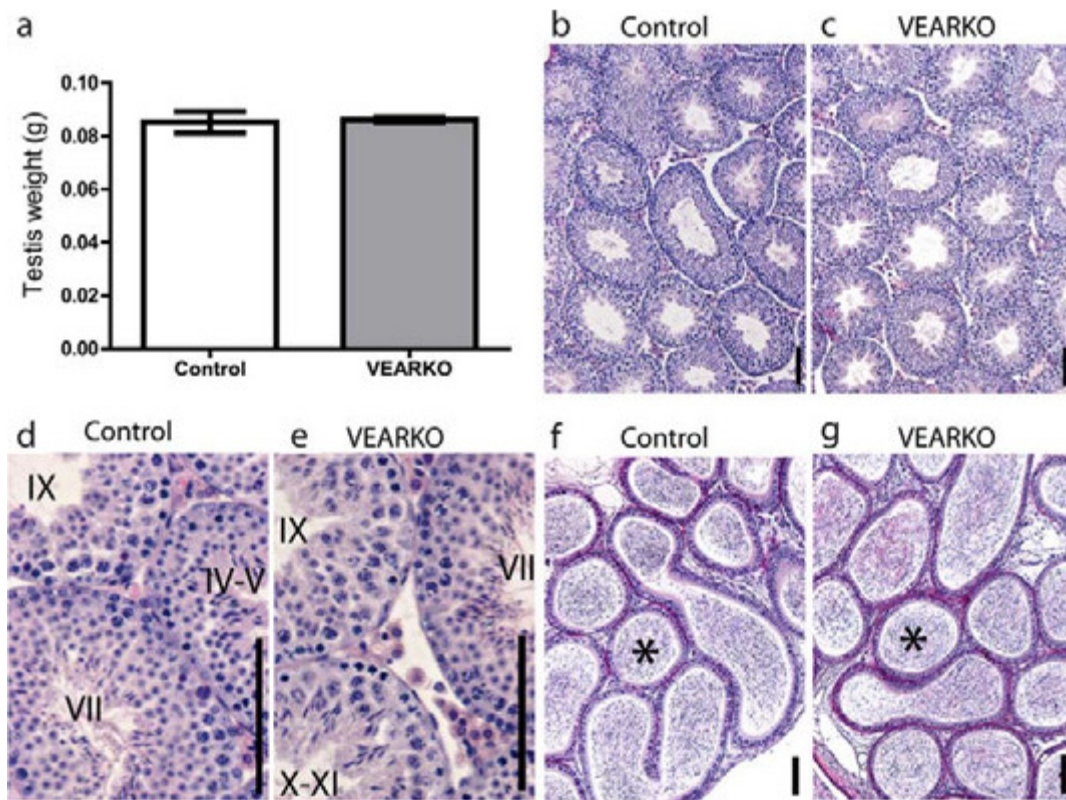 a
0.10
0.08
0.06
0.04
0.02
0.00
Testis weight (g)
Control VEARKO
b Control
c VEARKO
d Control
IX
IV-V
VII
e VEARKO
IX
VII
X-XI
f Control
*
g VEARKO
*